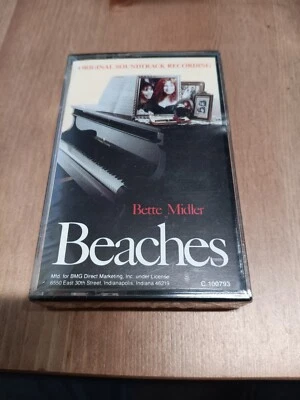 ORIGINAL SOUNDTRACK RECORDING
Bette Midler
Beaches
Mfd. for BMG Direct Marketing, Inc. under License
6550 East 30th Street, Indianapolis, Indiana 46219
C 100793